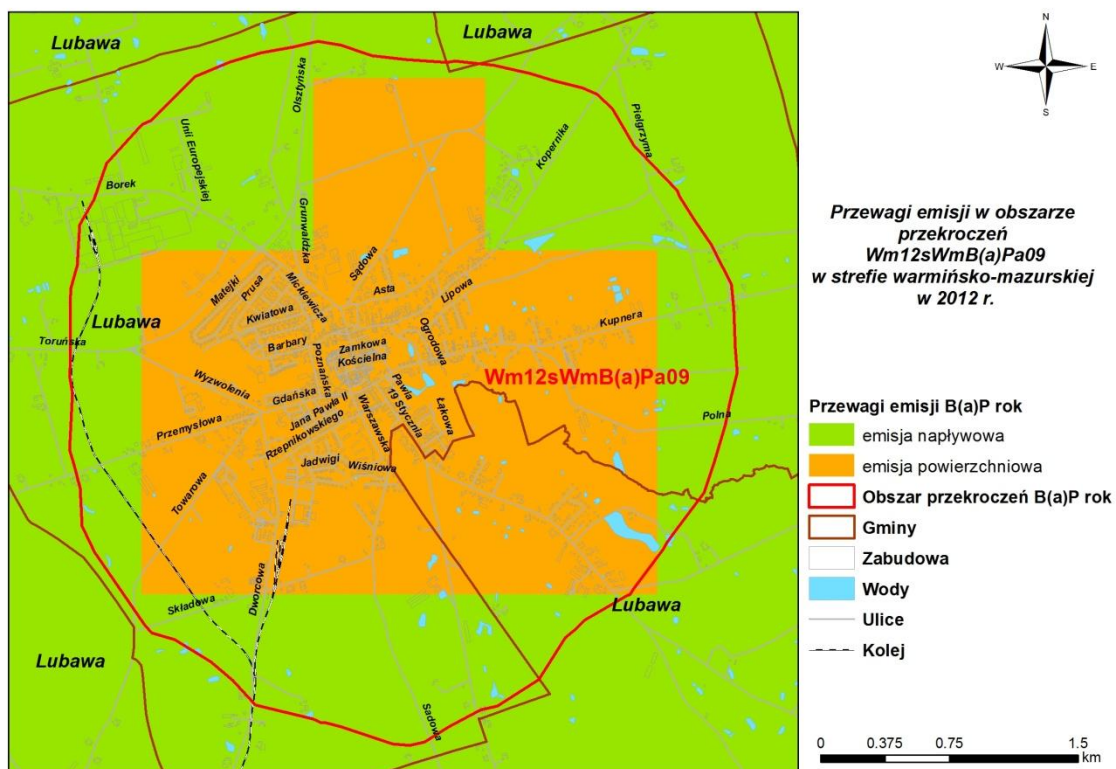 Lubawa
Lubawa
Olsztyńska
Unii Europejskiej
Kopernika
Pielgrzyma
Borek
Grunwaldzka
Sądowa
Mickiewicza
Matejki
Prusa
Asta
Lipowa
Kwiatowa
Lubawa
Toruńska
Kupnera
Ogrodowa
Barbary
Zamkowa
Kościelna
Poznańska
Wm12sWmB(a)Pa09
Wyzwolenia
Gdańska
Pawła
19 Stycznia
Łąkowa
Jana Pawła II
Rzepnikowskiego
Warszawska
Przemysłowa
Polna
Jadwigi
Wiśniowa
Towarowa
Dworcowa
Składowa
Lubawa
Lubawa
Sadowa
N
W
E
S
Przewagi emisji w obszarze
przekroczeń
Wm12sWmB(a)Pa09
w strefie warmińsko-mazurskiej
w 2012 r.
Przewagi emisji B(a)P rok
emisja napływowa
emisja powierzchniowa
Obszar przekroczeń B(a)P rok
Gminy
Zabudowa
Wody
Ulice
Kolej
0 0.375 0.75 1.5
km